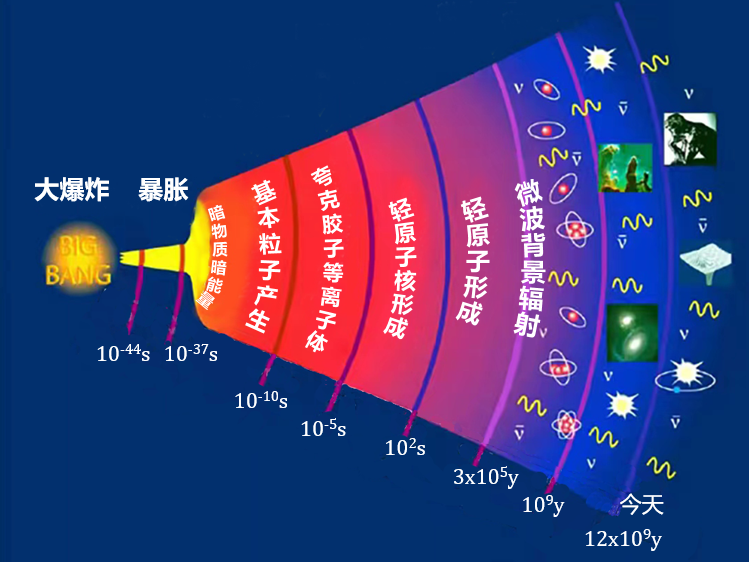 大爆炸
暴胀
BIG
BANG
暗物质暗能量
基本粒子产生
夸克胶子等离子体
轻原子核形成
轻原子形成
微波背景辐射
10⁻⁴⁴s
10⁻³⁷s
10⁻¹⁰s
10⁻⁵s
10²s
3x10⁵y
10⁹y
今天
12x10⁹y
ν
ν
ν̄
ν̄
ν̄
ν̄
ν
ν
ν
ν̄
ν̄
ν